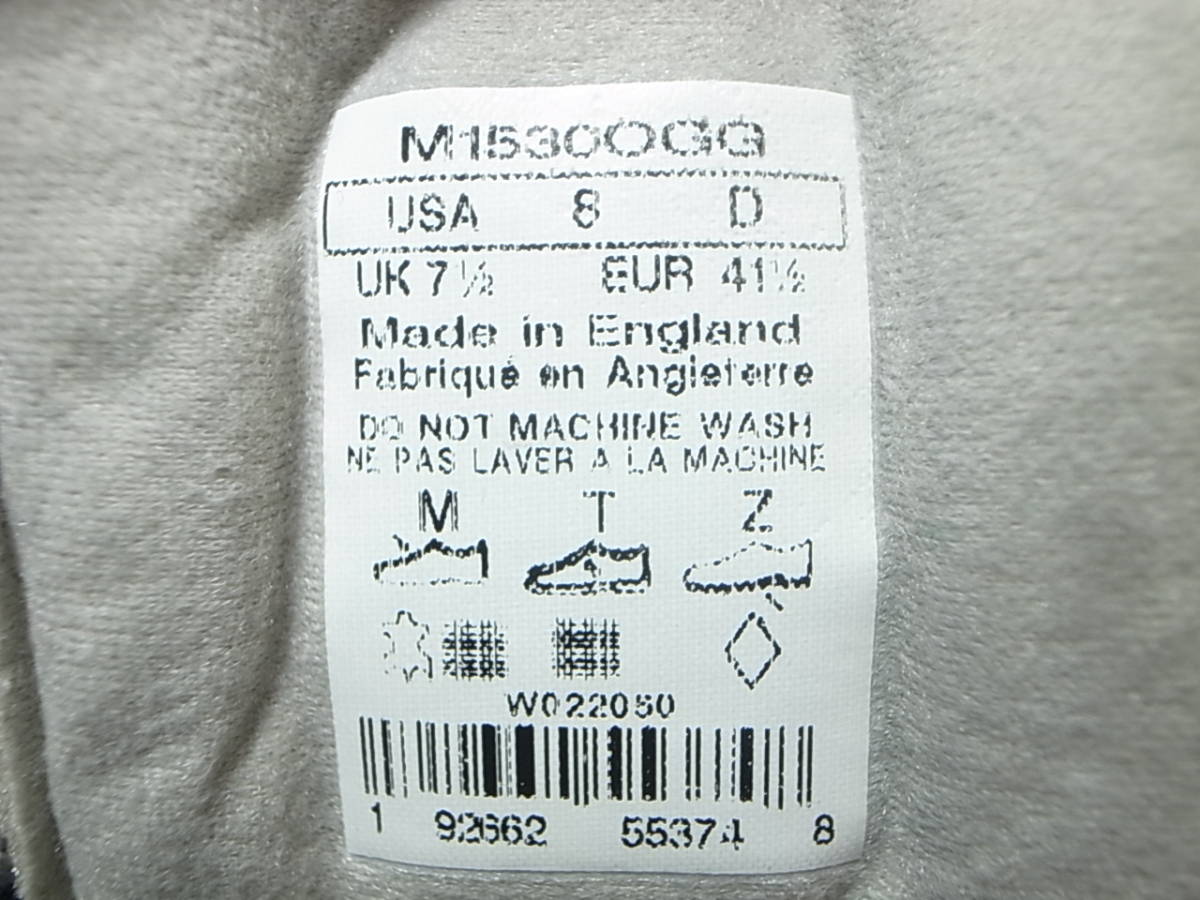 M1530OGG
USA 8 D
UK 7½ EUR 41½
Made in England
Fabriqué en Angleterre
DO NOT MACHINE WASH
NE PAS LAVER A LA MACHINE
M T Z
W022050
1 92662 55374 8